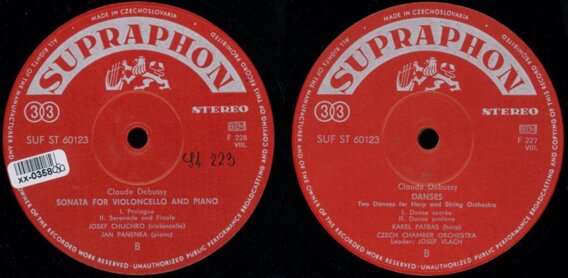 MADE IN CZECHOSLOVAKIA
ALL RIGHTS OF THE MANUFACTURER AND OF THE OWNER OF THE RECORDED WORK RESERVED · UNAUTHORIZED PUBLIC PERFORMANCE BROADCASTING AND COPYING OF THIS RECORD PROHIBITED
SUPRAPHON
33
STEREO
SUF ST 60123
F 228
VIII.
xx-0358
Claude Debussy
SONATA FOR VIOLONCELLO AND PIANO
I. Prologue
II. Serenade and Finale
JOSEF CHUCHRO (violoncello)
JAN PANENKA (piano)
B
MADE IN CZECHOSLOVAKIA
ALL RIGHTS OF THE MANUFACTURER AND OF THE OWNER OF THE RECORDED WORK RESERVED · UNAUTHORIZED PUBLIC PERFORMANCE BROADCASTING AND COPYING OF THIS RECORD PROHIBITED
SUPRAPHON
33
STEREO
SUF ST 60123
F 227
VIII.
Claude Debussy
DANSES
Two Dances for Harp and String Orchestra
I. Danse sacrée
II. Danse profane
KAREL PATRAS (harp)
CZECH CHAMBER ORCHESTRA
Leader: JOSEF VLACH
B